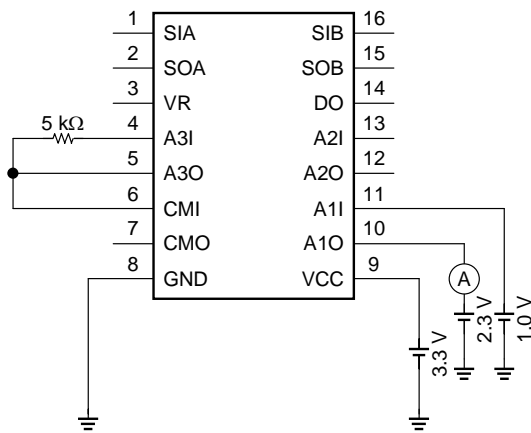 1 SIA SIB 16
2 SOA SOB 15
3 VR DO 14
5 kΩ 4 A3I A2I 13
5 A3O A2O 12
6 CMI A1I 11
7 CMO A1O 10
8 GND VCC 9
A
3.3 V
2.3 V
1.0 V